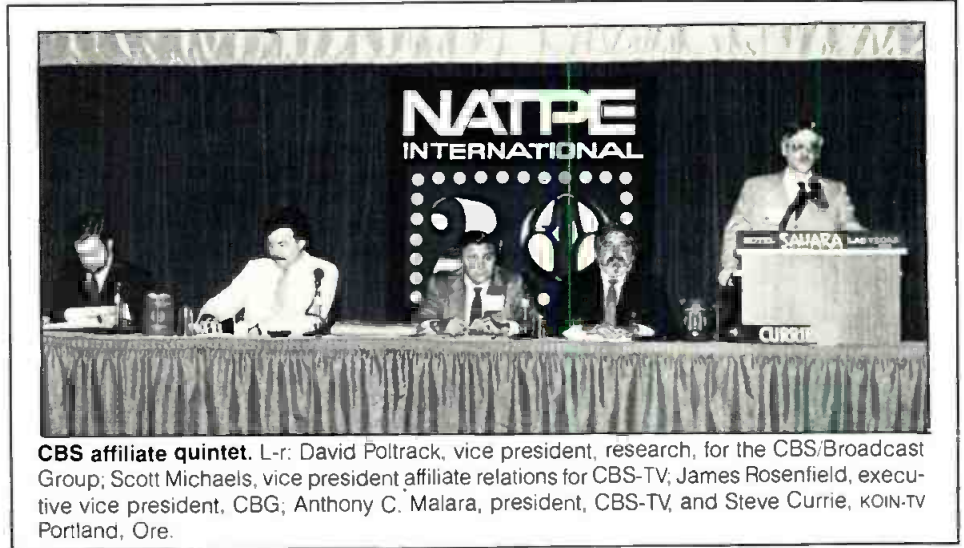 NATPE
INTERNATIONAL
20
HOTEL SAHARA LAS VEGAS
CURRIE
CBS affiliate quintet. L-r: David Poltrack, vice president, research, for the CBS/Broadcast
Group; Scott Michaels, vice president affiliate relations for CBS-TV; James Rosenfield, execu-
tive vice president, CBG; Anthony C. Malara, president, CBS-TV, and Steve Currie, KOIN-TV
Portland, Ore.